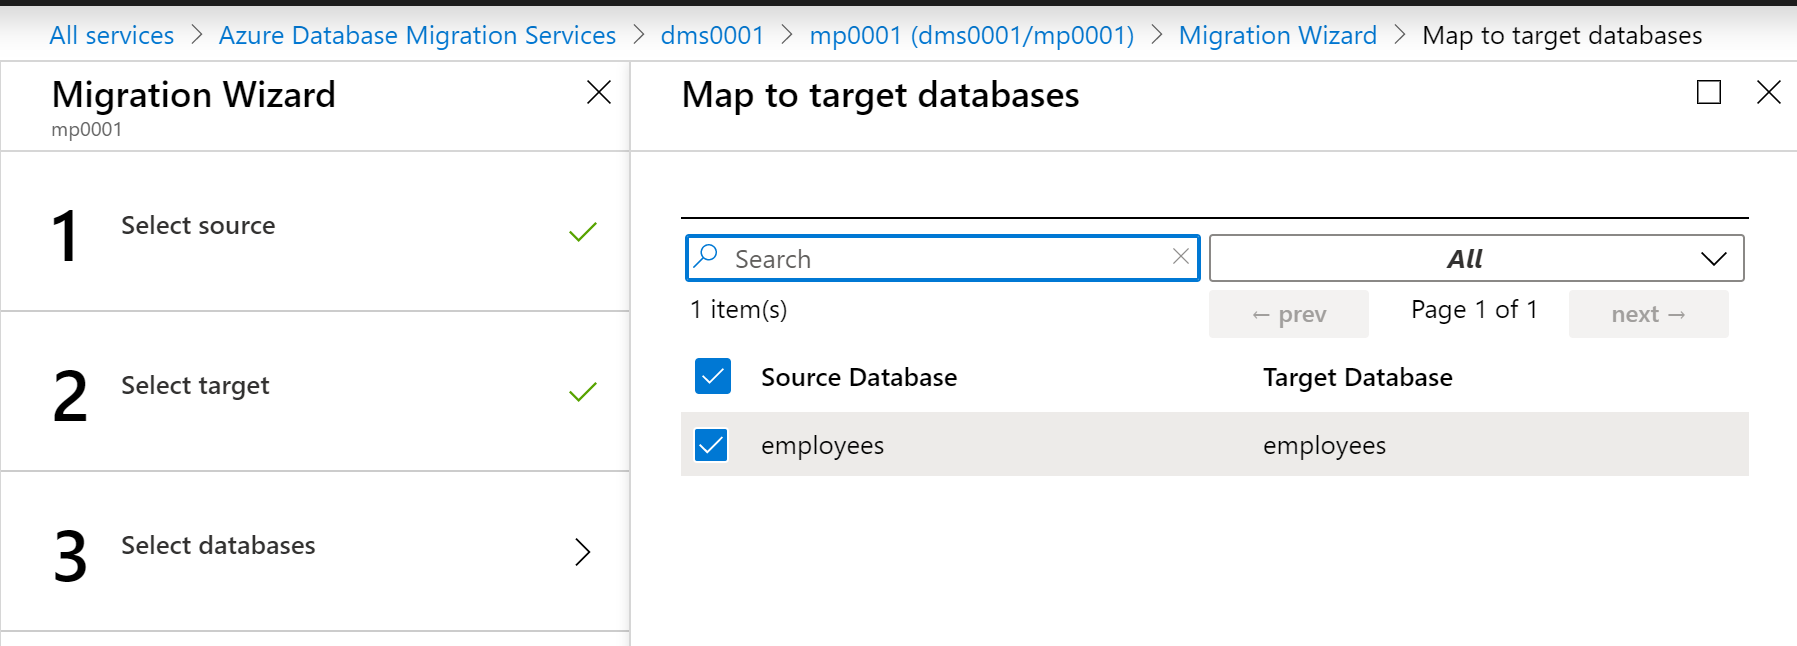 All services > Azure Database Migration Services > dms0001 > mp0001 (dms0001/mp0001) > Migration Wizard > Map to target databases
Migration Wizard
mp0001
1 Select source
2 Select target
3 Select databases
Map to target databases
Search
All
1 item(s)
← prev
Page 1 of 1
next →
Source Database Target Database
employees employees